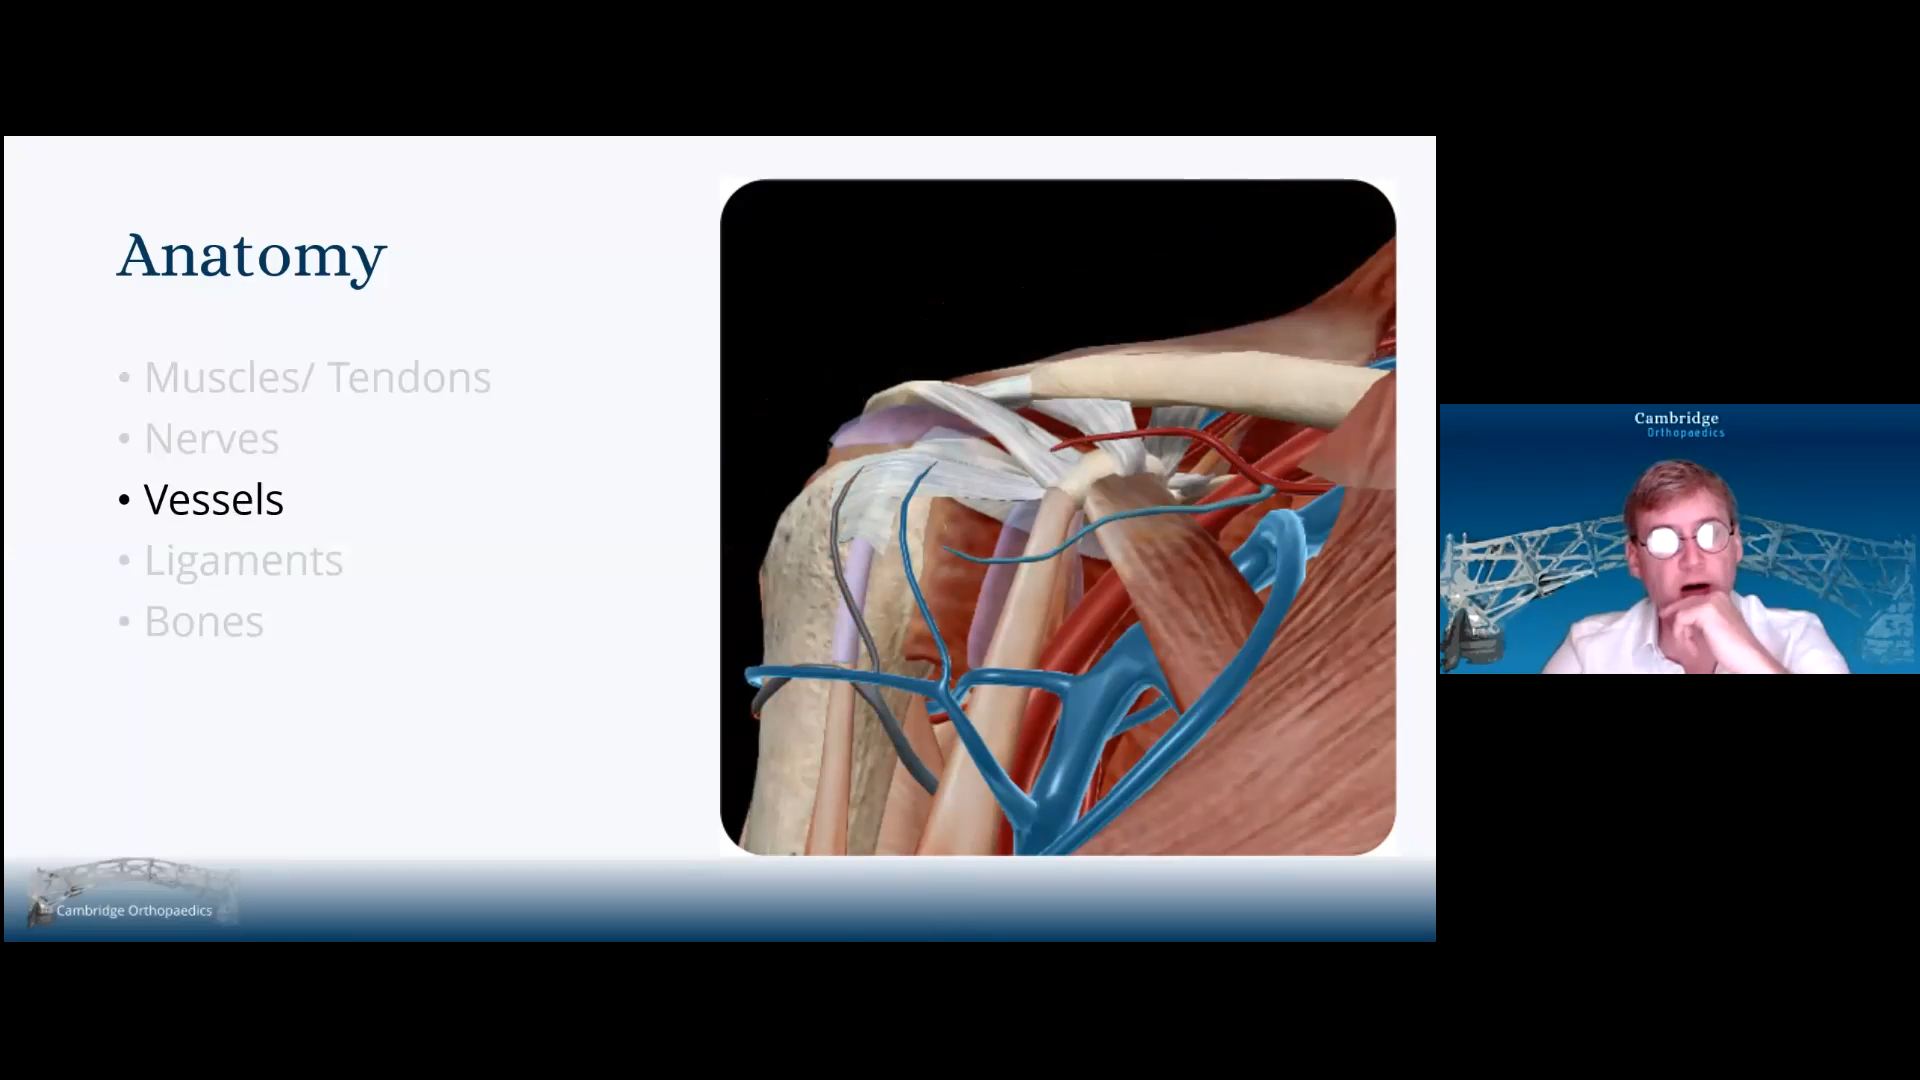 Anatomy
• Muscles/ Tendons
• Nerves
• Vessels
• Ligaments
• Bones
Cambridge Orthopaedics
Cambridge
Orthopaedics